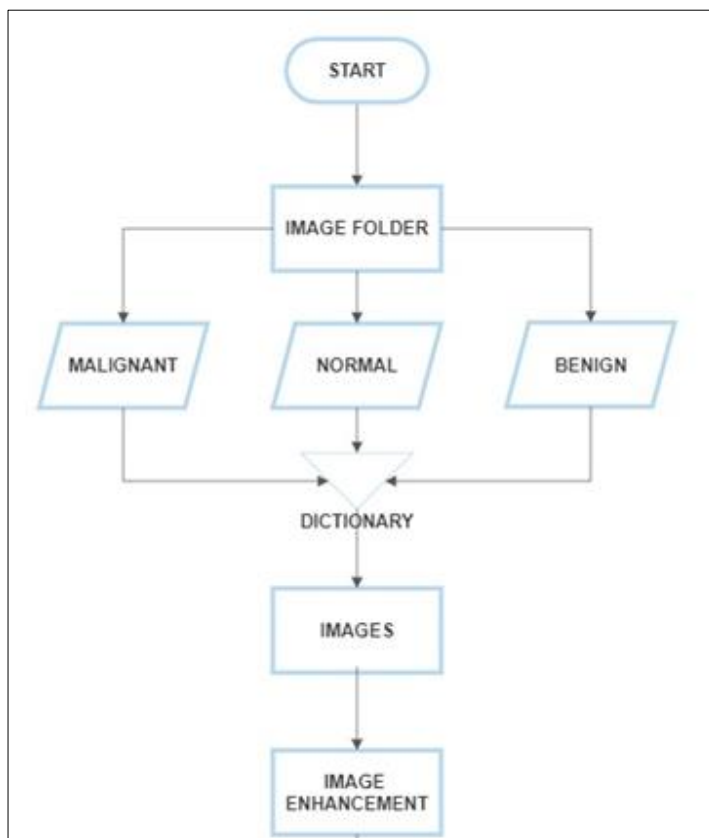 START
IMAGE FOLDER
MALIGNANT
NORMAL
BENIGN
DICTIONARY
IMAGES
IMAGE
ENHANCEMENT